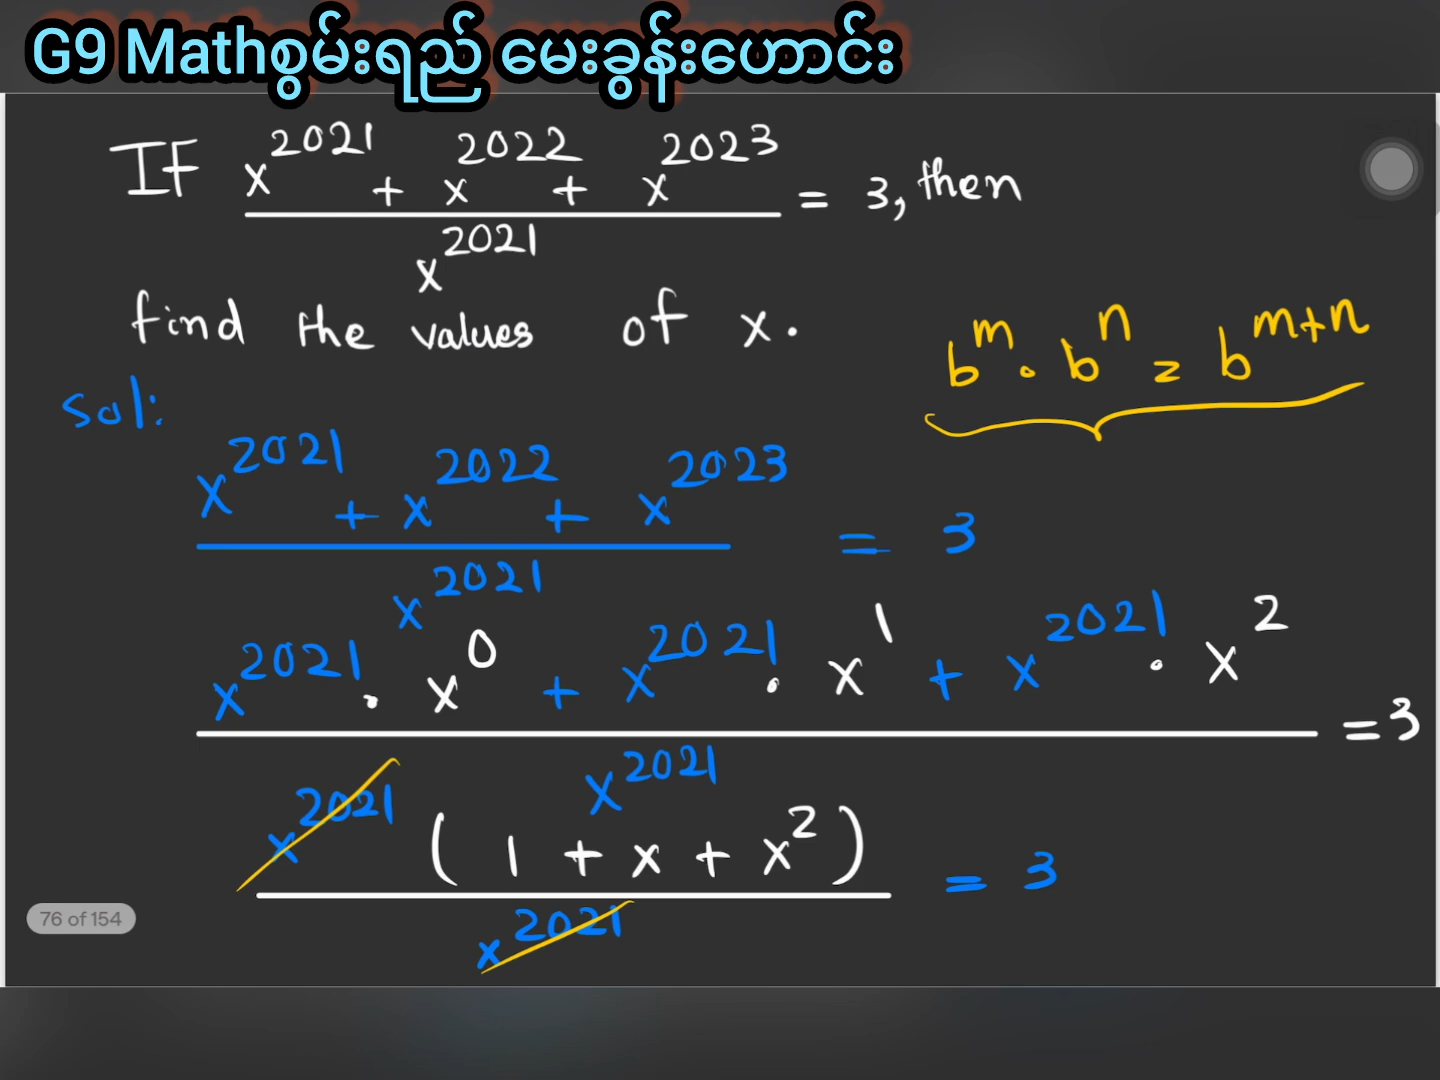 G9 Mathစွမ်းရည် မေးခွန်းဟောင်း
If (x^2021 + x^2022 + x^2023)/x^2021 = 3, then
find the values of x.
b^m · b^n = b^(m+n)
sol:
(x^2021 + x^2022 + x^2023)/x^2021 = 3
(x^2021 · x^0 + x^2021 · x^1 + x^2021 · x^2)/x^2021 = 3
x^2021 (1 + x + x^2)/x^2021 = 3
76 of 154